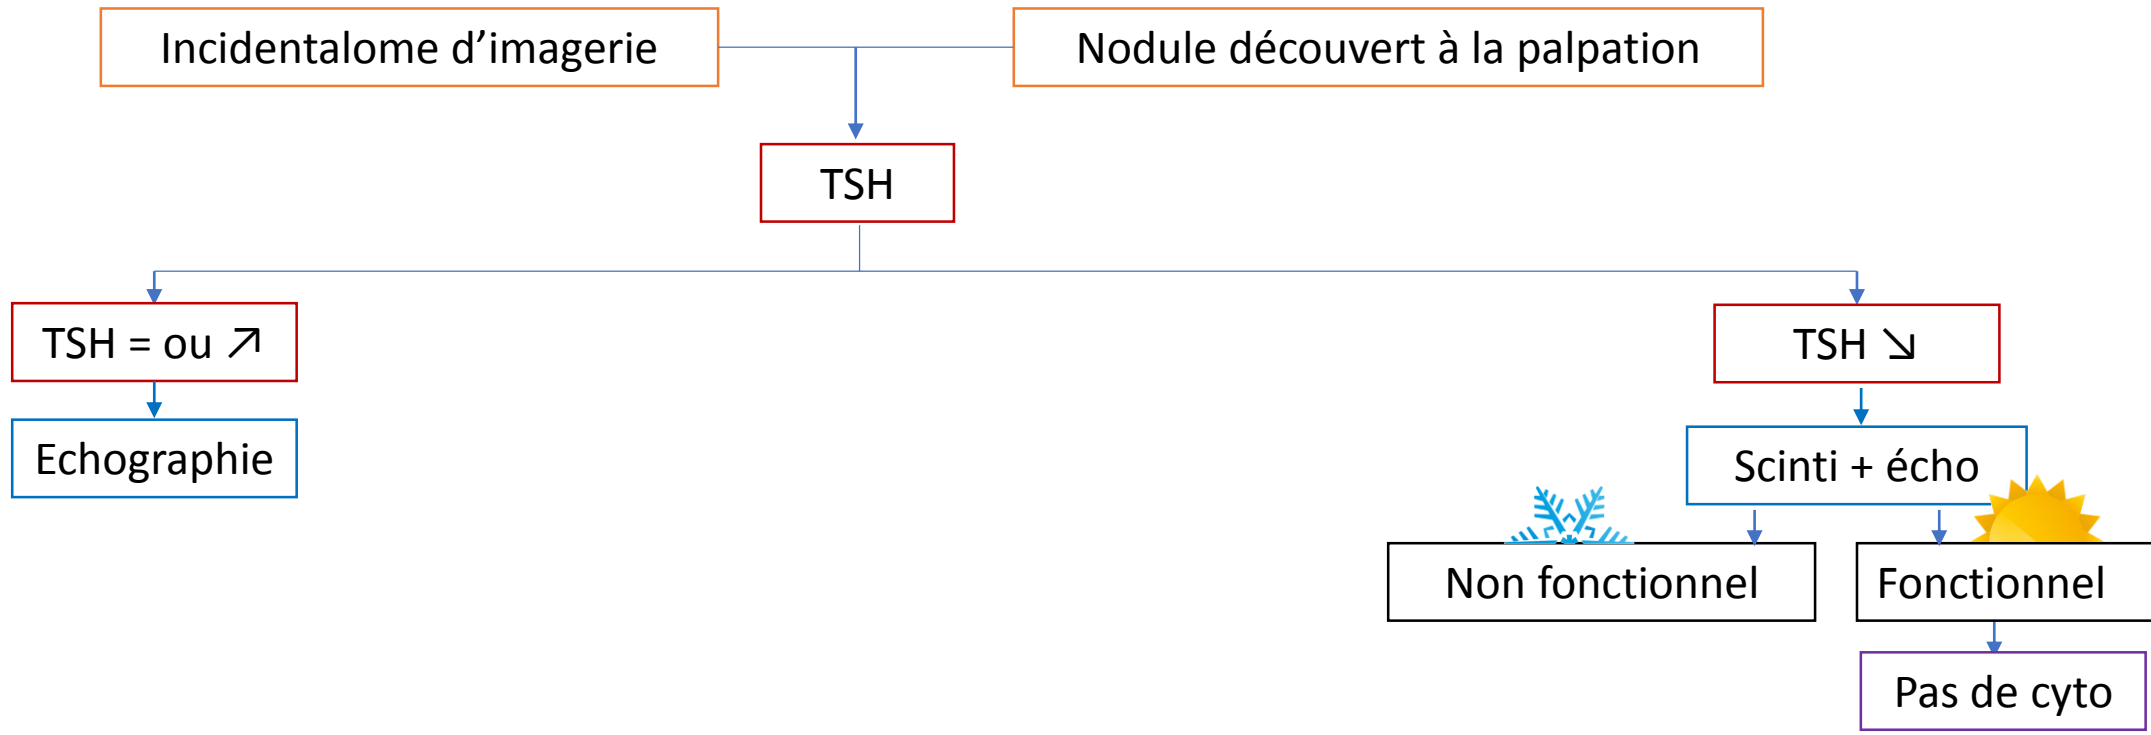 Incidentalome d’imagerie
Nodule découvert à la palpation
TSH
TSH = ou ↗
TSH ↘
Echographie
Scinti + écho
Non fonctionnel
Fonctionnel
Pas de cyto